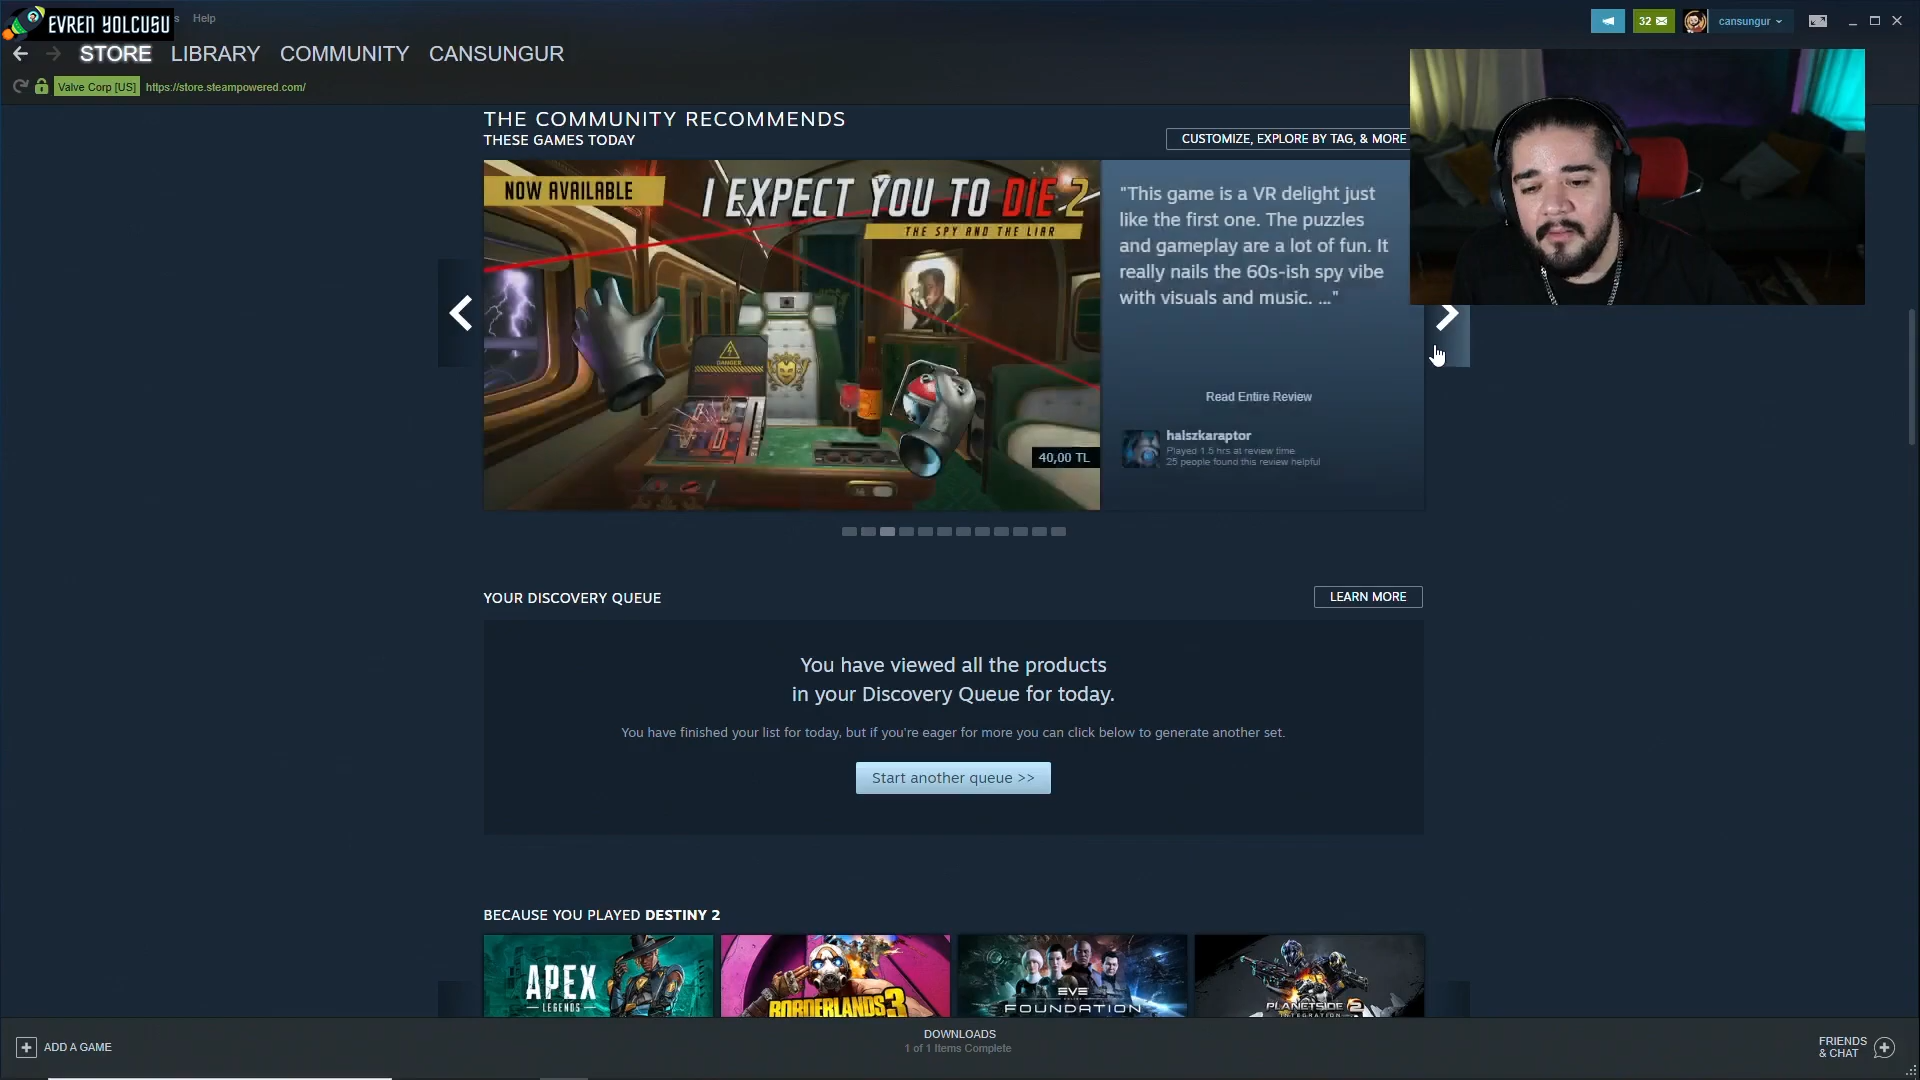 EVREN YOLCUSU
s Help
32
cansungur
STORE LIBRARY COMMUNITY CANSUNGUR
Valve Corp [US] https://store.steampowered.com/
THE COMMUNITY RECOMMENDS
THESE GAMES TODAY
CUSTOMIZE, EXPLORE BY TAG, & MORE
NOW AVAILABLE
I EXPECT YOU TO DIE 2
THE SPY AND THE LIAR
DANGER
40,00 TL
"This game is a VR delight just
like the first one. The puzzles
and gameplay are a lot of fun. It
really nails the 60s-ish spy vibe
with visuals and music. ..."
Read Entire Review
halszkaraptor
Played 1.5 hrs at review time
25 people found this review helpful
YOUR DISCOVERY QUEUE
LEARN MORE
You have viewed all the products
in your Discovery Queue for today.
You have finished your list for today, but if you're eager for more you can click below to generate another set.
Start another queue >>
BECAUSE YOU PLAYED DESTINY 2
APEX
LEGENDS
BORDERLANDS 3
EVE
FOUNDATION
PLANETSIDE 2
INTEGRATION
ADD A GAME
DOWNLOADS
1 of 1 Items Complete
FRIENDS
& CHAT